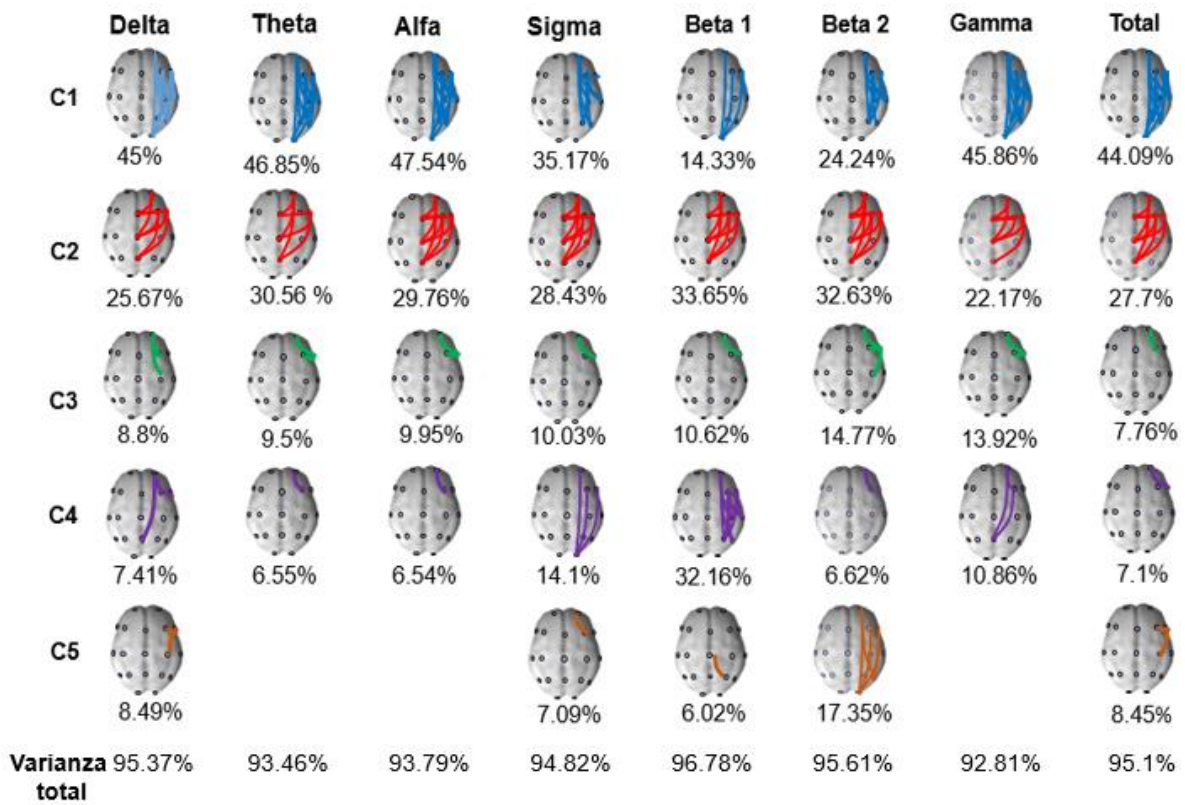 Delta Theta Alfa Sigma Beta 1 Beta 2 Gamma Total
C1
45% 46.85% 47.54% 35.17% 14.33% 24.24% 45.86% 44.09%
C2
25.67% 30.56 % 29.76% 28.43% 33.65% 32.63% 22.17% 27.7%
C3
8.8% 9.5% 9.95% 10.03% 10.62% 14.77% 13.92% 7.76%
C4
7.41% 6.55% 6.54% 14.1% 32.16% 6.62% 10.86% 7.1%
C5
8.49% 7.09% 6.02% 17.35% 8.45%
Varianza 95.37% 93.46% 93.79% 94.82% 96.78% 95.61% 92.81% 95.1%
total